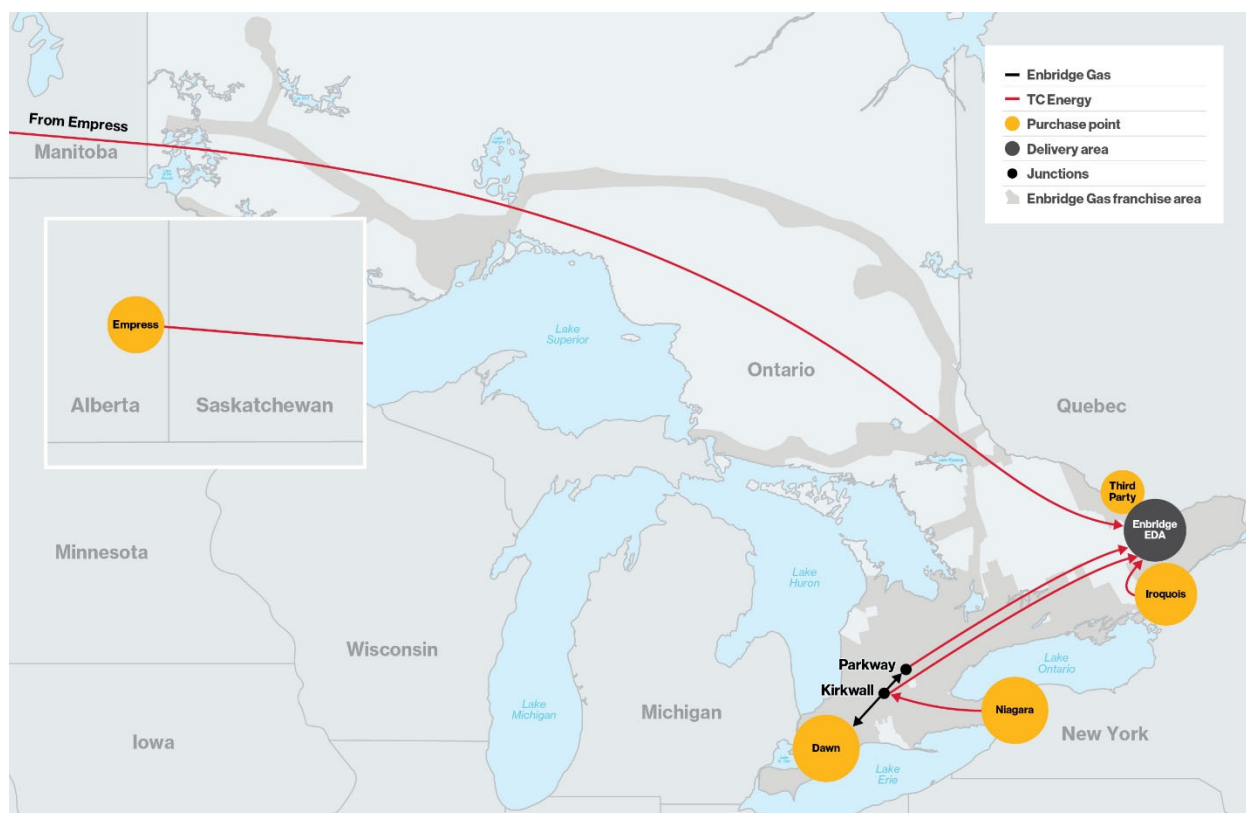 Enbridge Gas
TC Energy
Purchase point
Delivery area
Junctions
Enbridge Gas franchise area
From Empress
Manitoba
Empress
Alberta
Saskatchewan
Lake
Superior
Ontario
Quebec
Third
Party
Enbridge
EDA
Iroquois
Minnesota
Lake
Huron
Wisconsin
Parkway
Kirkwall
Lake
Ontario
Lake
Michigan
Michigan
Niagara
New York
Iowa
Dawn
Lake
Erie